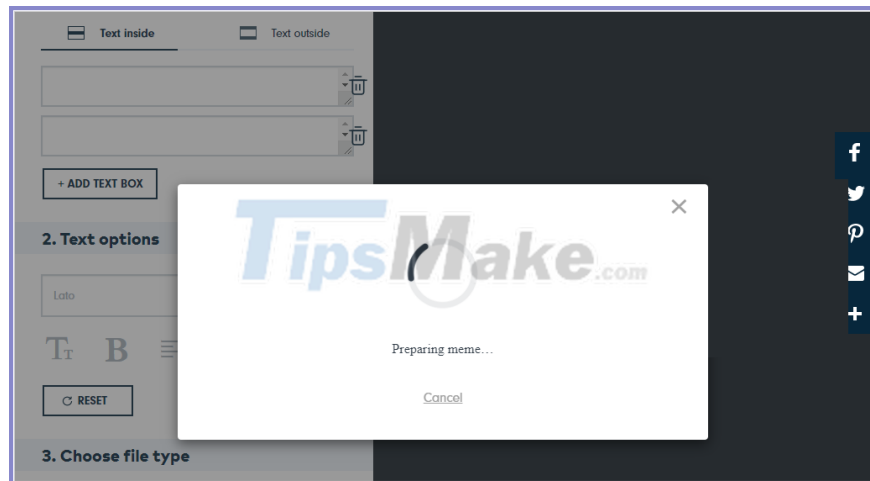 Text inside
Text outside
+ ADD TEXT BOX
2. Text options
TipsMake.com
Lato
Preparing meme...
Cancel
RESET
3. Choose file type